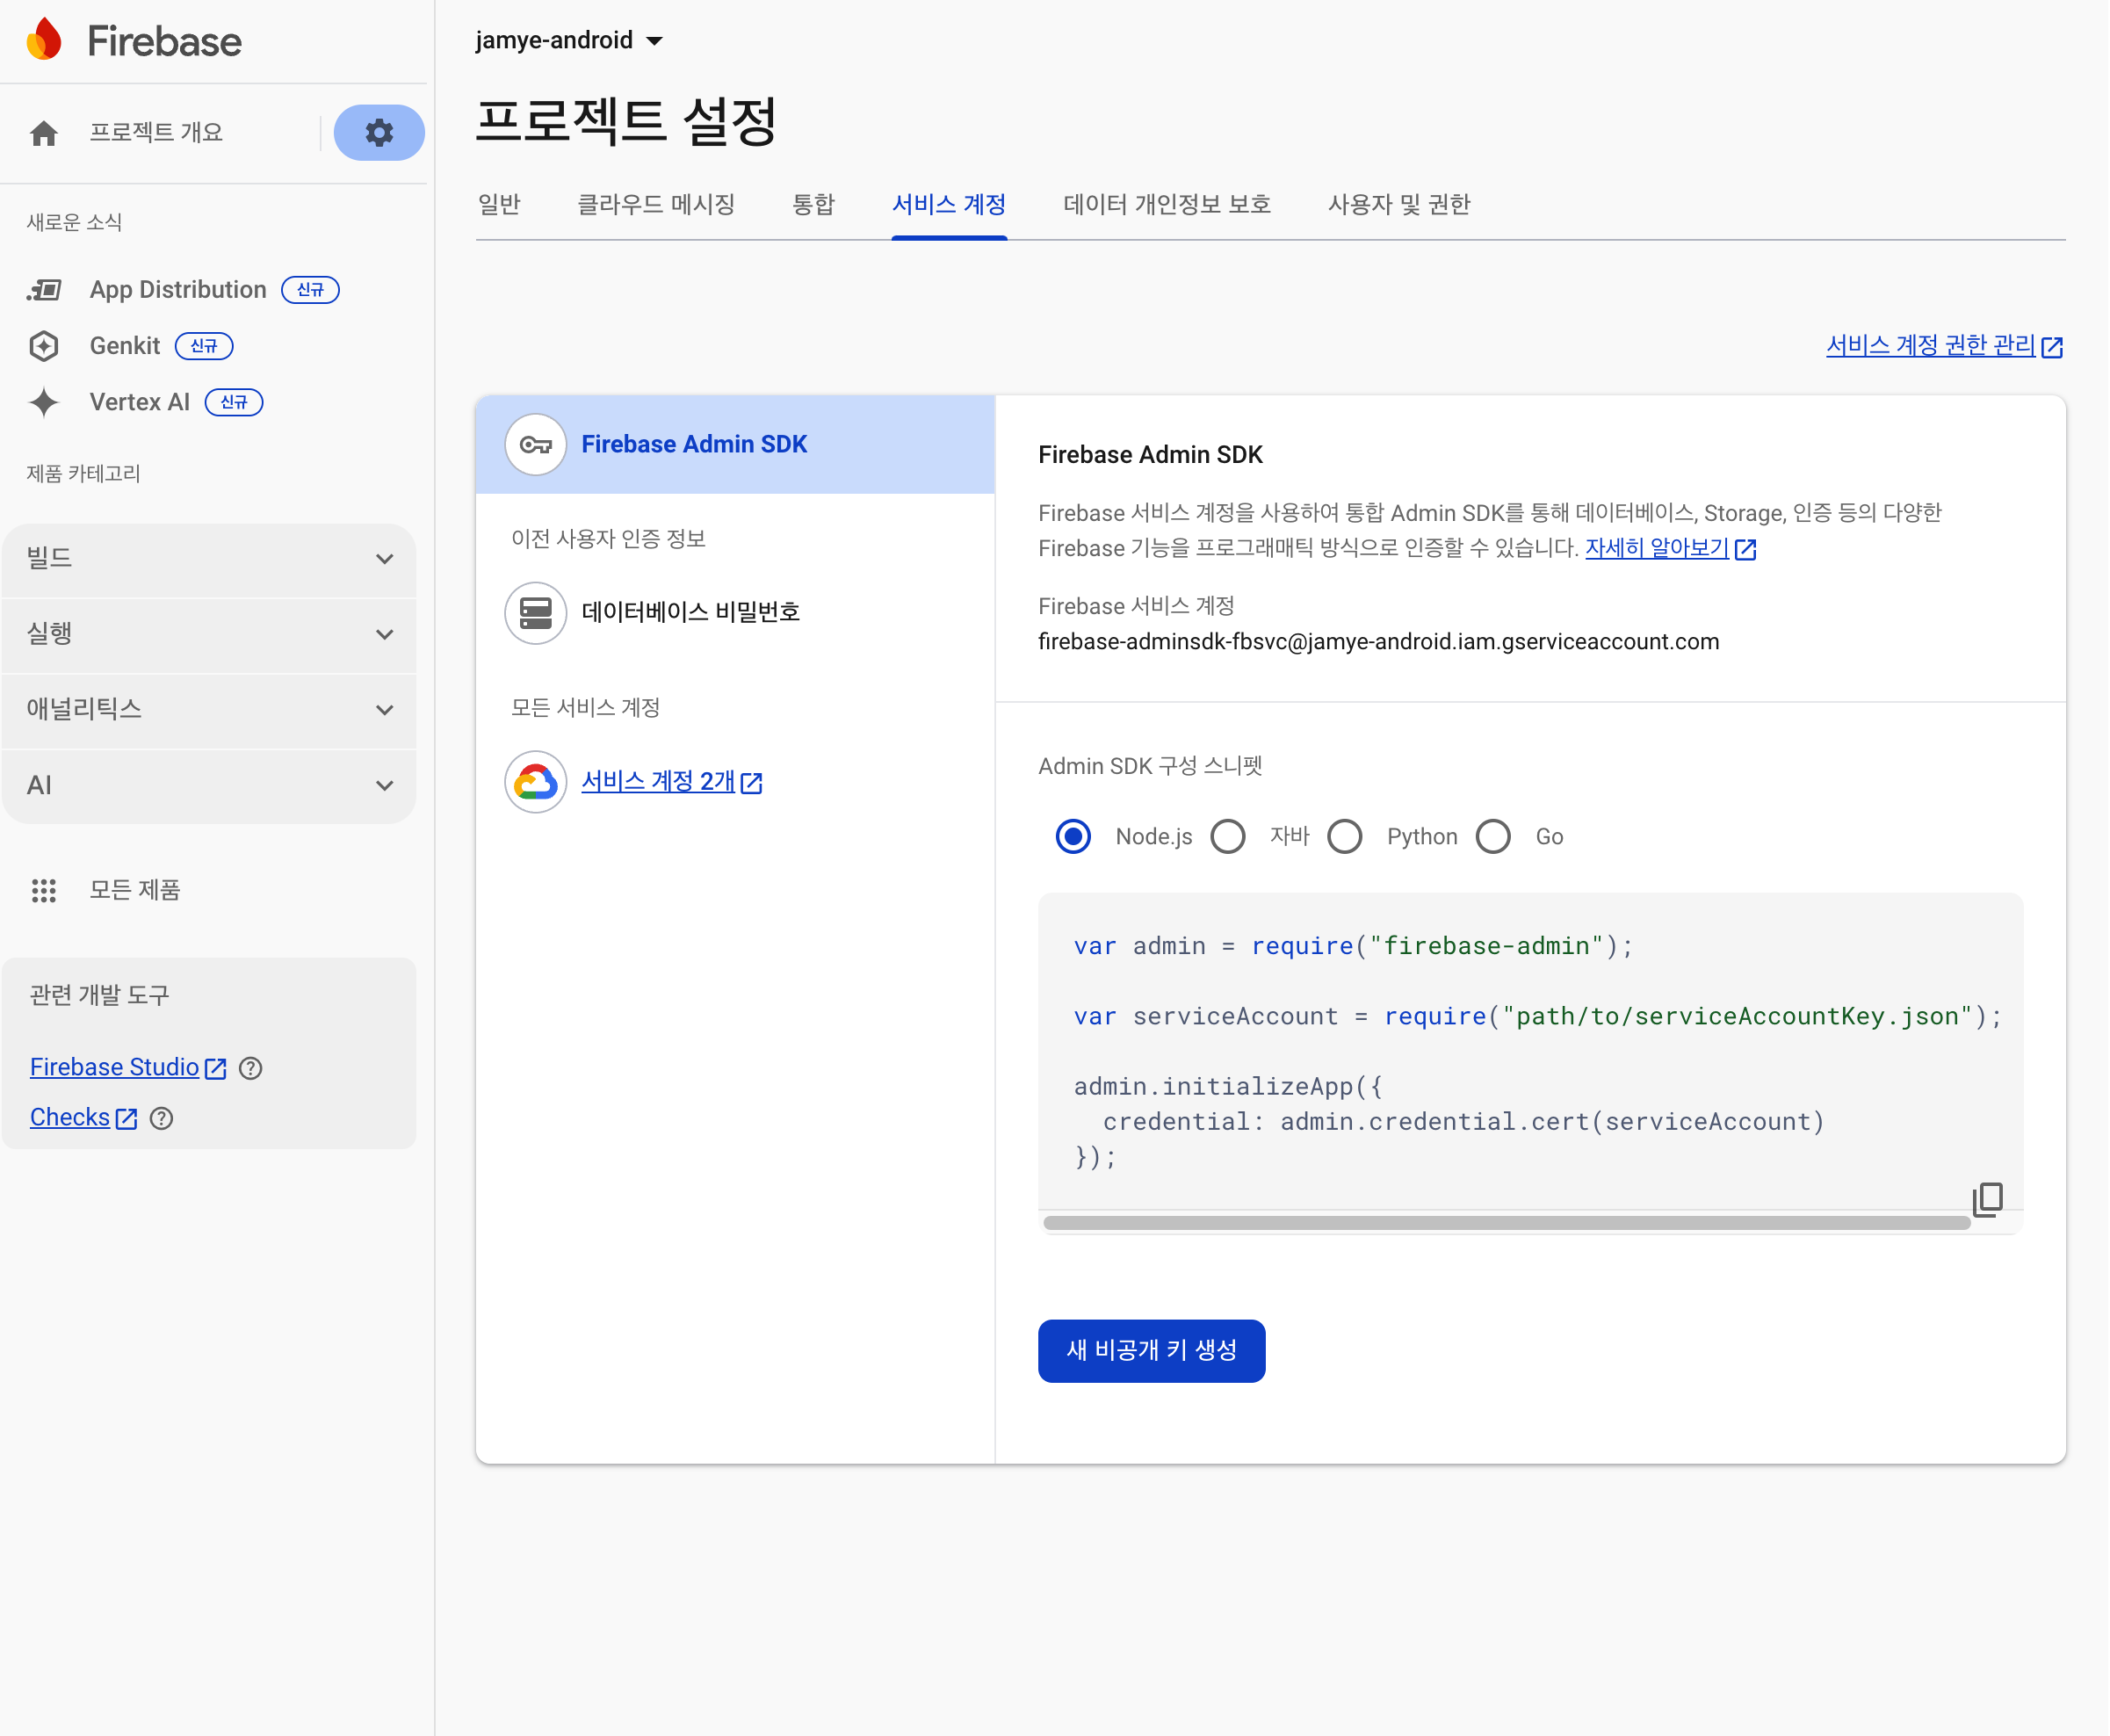 Firebase
프로젝트 개요
새로운 소식
App Distribution 신규
Genkit 신규
Vertex AI 신규
제품 카테고리
빌드
실행
애널리틱스
AI
모든 제품
관련 개발 도구
Firebase Studio
Checks
jamye-android
프로젝트 설정
일반 클라우드 메시징 통합 서비스 계정 데이터 개인정보 보호 사용자 및 권한
서비스 계정 권한 관리
Firebase Admin SDK
이전 사용자 인증 정보
데이터베이스 비밀번호
모든 서비스 계정
서비스 계정 2개
Firebase Admin SDK
Firebase 서비스 계정을 사용하여 통합 Admin SDK를 통해 데이터베이스, Storage, 인증 등의 다양한
Firebase 기능을 프로그래매틱 방식으로 인증할 수 있습니다. 자세히 알아보기
Firebase 서비스 계정
firebase-adminsdk-fbsvc@jamye-android.iam.gserviceaccount.com
Admin SDK 구성 스니펫
Node.js 자바 Python Go
var admin = require("firebase-admin");
var serviceAccount = require("path/to/serviceAccountKey.json");
admin.initializeApp({
  credential: admin.credential.cert(serviceAccount)
});
새 비공개 키 생성